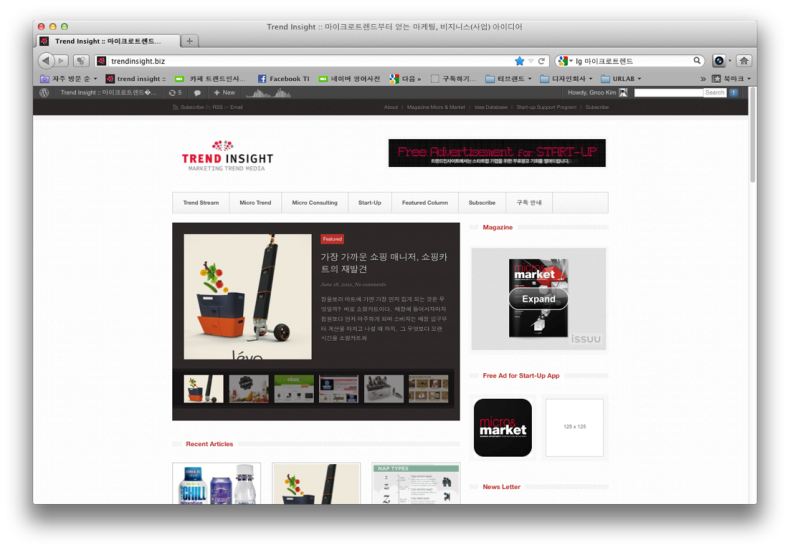 Trend Insight :: 마이크로트렌드부터 얻는 마케팅, 비지니스(사업) 아이디어
Trend Insight :: 마이크로트렌드...
trendinsight.biz
lg 마이크로트렌드
자주 방문 순
trend insight ::
카페 트랜드인사...
Facebook TI
네이버 영어사전
다음 »
구독하기...
티브랜드
디자인회사
URLAB
북마크
Trend Insight :: 마이크로트렌드
5
New
Howdy, Giroo Kim
Search
Subscribe :: RSS :: Email
About | Magazine Micro & Market | Idea Database | Start-up Support Program | Subscribe
TREND INSIGHT
MARKETING TREND MEDIA
Free Advertisement for START-UP
Trend Stream
Micro Trend
Micro Consulting
Start-Up
Featured Column
Subscribe
구독 안내
Featured
가장 가까운 쇼핑 매니저, 쇼핑카
트의 재발견
June 18, 2012, No comments
lévo
Magazine
micro&
market
Expand
ISSUU
Free Ad for Start-Up App
micro&
market
125 x 125
Recent Articles
CHILL
NAP TYPES
News Letter